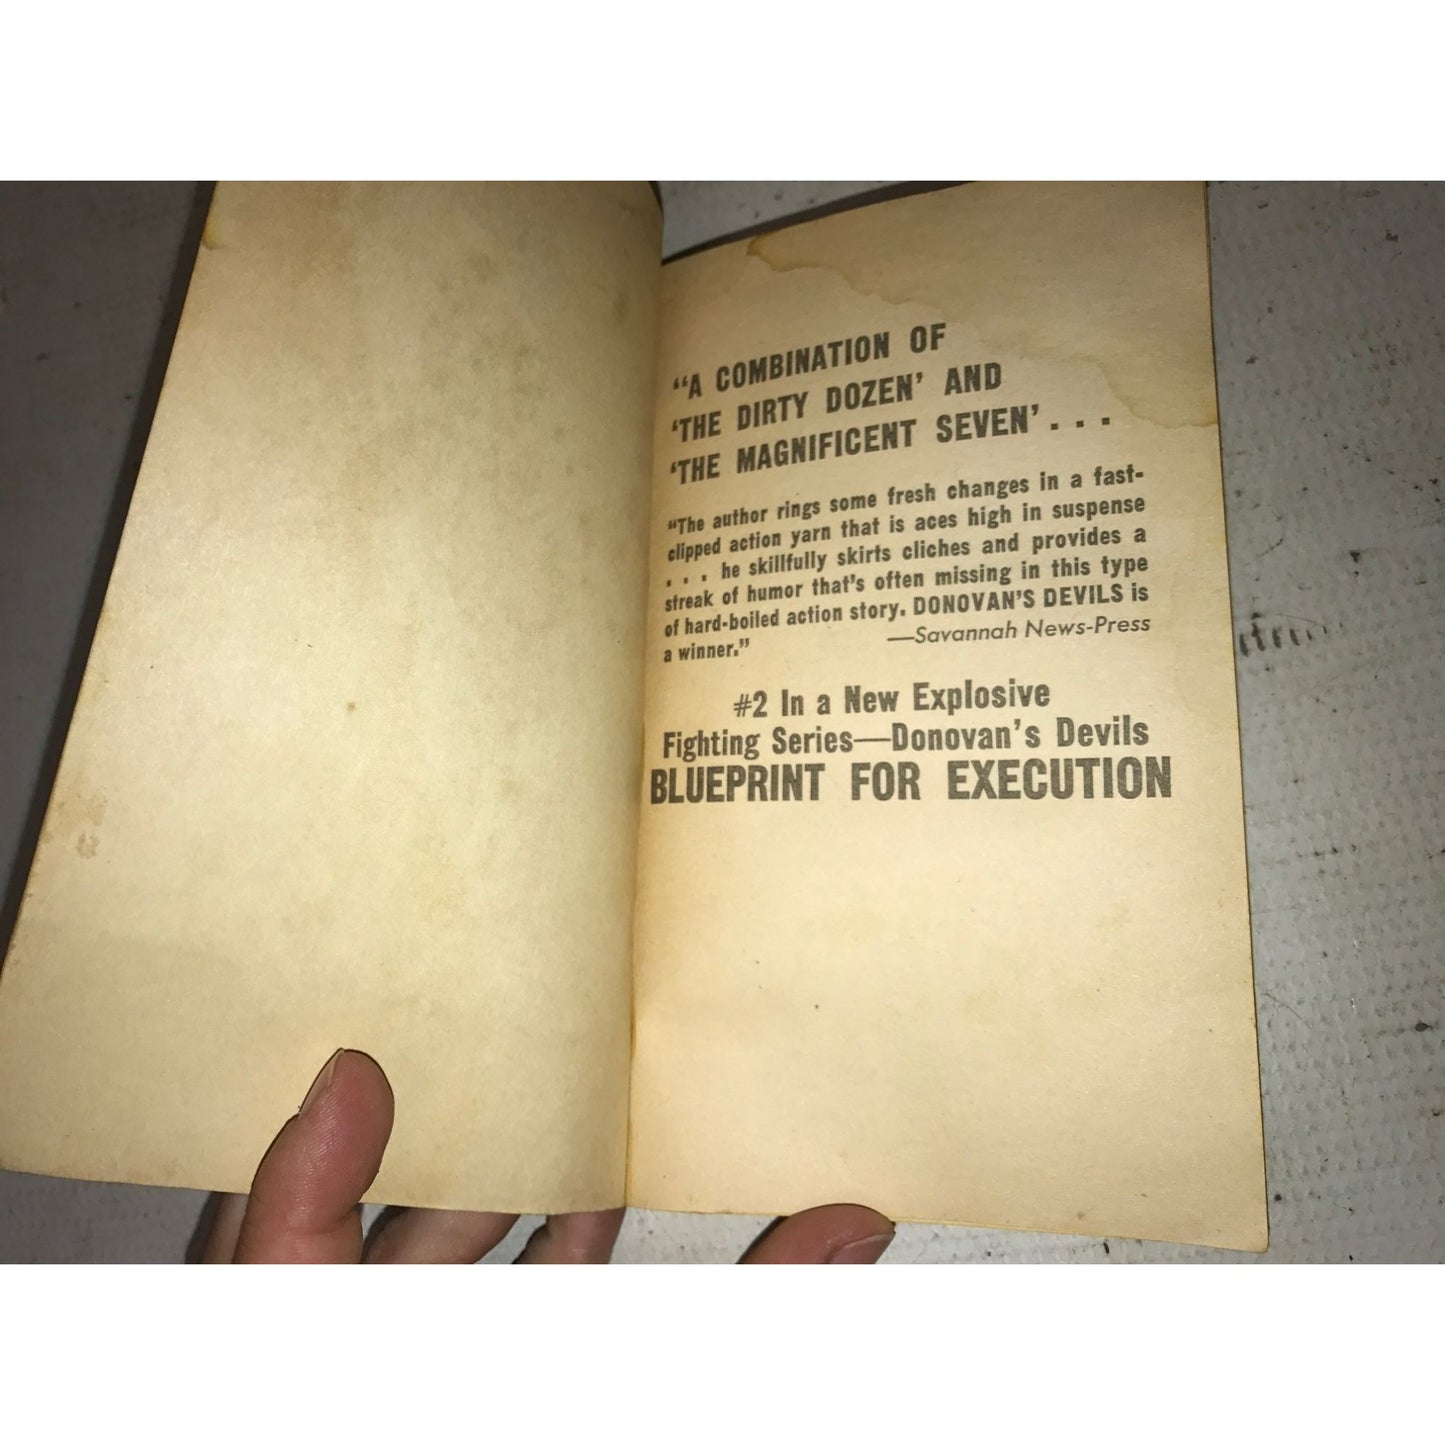 "A COMBINATION OF
'THE DIRTY DOZEN' AND
'THE MAGNIFICENT SEVEN'. . .
"The author rings some fresh changes in a fast-
clipped action yarn that is aces high in suspense
. . . he skillfully skirts cliches and provides a
streak of humor that's often missing in this type
of hard-boiled action story. DONOVAN'S DEVILS is
a winner." —Savannah News-Press
#2 In a New Explosive
Fighting Series—Donovan's Devils
BLUEPRINT FOR EXECUTION